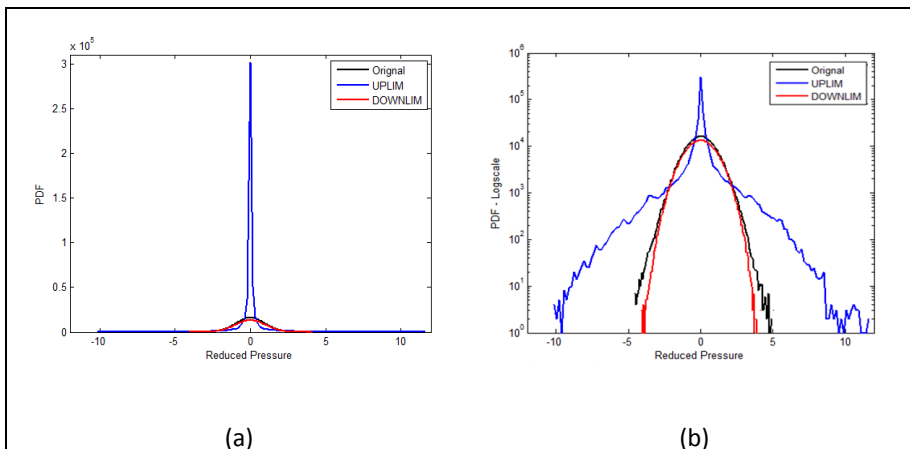 x 10^5
3
2.5
2
1.5
1
0.5
0
PDF
-10 -5 0 5 10
Reduced Pressure
Orignal
UPLIM
DOWNLIM
(a)
10^6
10^5
10^4
10^3
10^2
10^1
10^0
PDF - Logscale
-10 -5 0 5 10
Reduced Pressure
Orignal
UPLIM
DOWNLIM
(b)